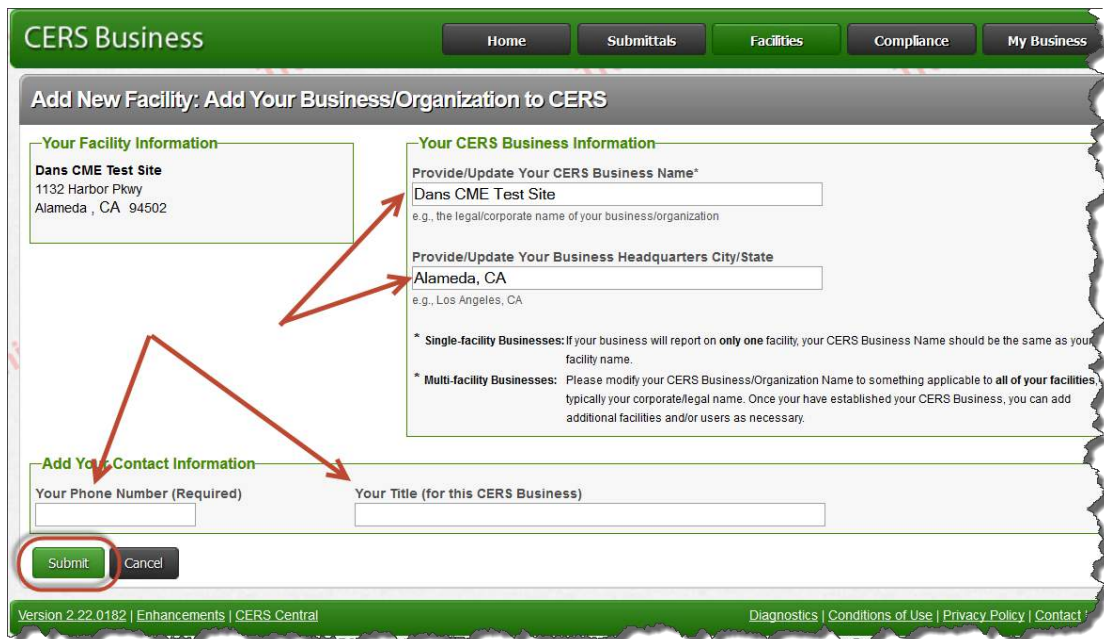 CERS Business
Home
Submittals
Facilities
Compliance
My Business
Add New Facility: Add Your Business/Organization to CERS
Your Facility Information
Dans CME Test Site
1132 Harbor Pkwy
Alameda , CA 94502
Your CERS Business Information
Provide/Update Your CERS Business Name*
Dans CME Test Site
e.g., the legal/corporate name of your business/organization
Provide/Update Your Business Headquarters City/State
Alameda, CA
e.g., Los Angeles, CA
* Single-facility Businesses: If your business will report on only one facility, your CERS Business Name should be the same as your
facility name.
* Multi-facility Businesses: Please modify your CERS Business/Organization Name to something applicable to all of your facilities,
typically your corporate/legal name. Once your have established your CERS Business, you can add
additional facilities and/or users as necessary.
Add Your Contact Information
Your Phone Number (Required)
Your Title (for this CERS Business)
Submit
Cancel
Version 2.22.0182 | Enhancements | CERS Central
Diagnostics | Conditions of Use | Privacy Policy | Contact